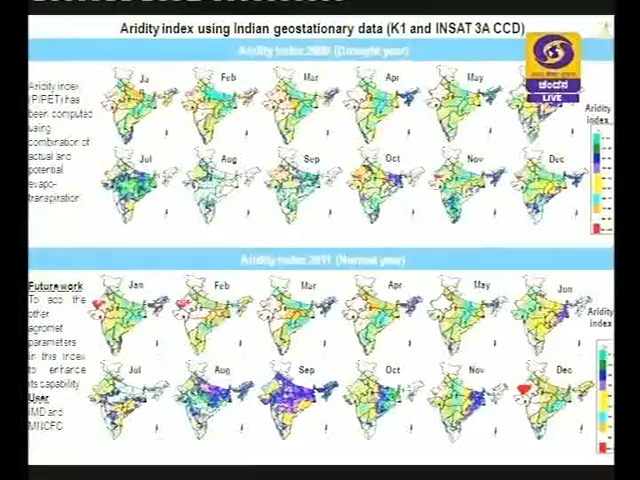 Aridity index using Indian geostationary data (K1 and INSAT 3A CCD)
Aridity index 2009 (Drought year)
ಚಂದನ
LIVE
Aridity index
(P/PET) has
been computed
using
combination of
actual and
potential
evapo-
transpiration
Feb
Mar
Apr
May
Aridity
index
Jul
Aug
Sep
Oct
Nov
Dec
Aridity index 2011 (Normal year)
Future work
To add the
other
agromet
parameters
in this index
to enhance
its capability
User
IMD and
MNCFC
Jan
Feb
Mar
Apr
May
Jun
Aridity
index
Jul
Aug
Sep
Oct
Nov
Dec